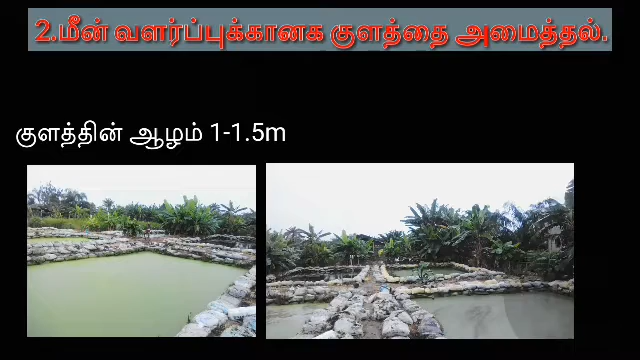 2.மீன் வளர்ப்புக்கானக குளத்தை அமைத்தல்.
குளத்தின் ஆழம் 1-1.5m